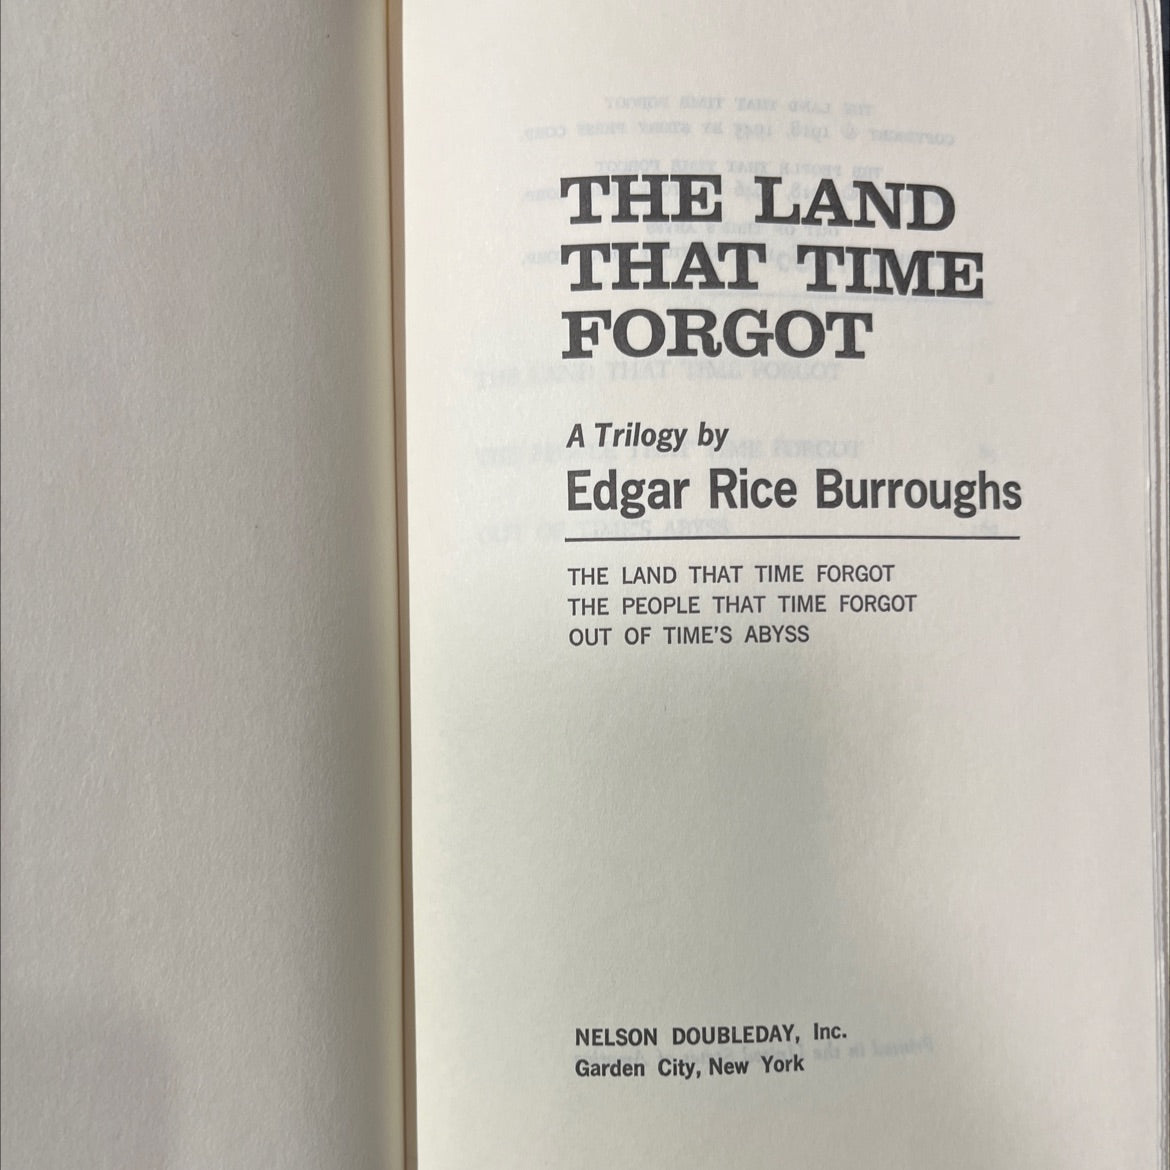 THE LAND
THAT TIME
FORGOT
A Trilogy by
Edgar Rice Burroughs
THE LAND THAT TIME FORGOT
THE PEOPLE THAT TIME FORGOT
OUT OF TIME'S ABYSS
NELSON DOUBLEDAY, Inc.
Garden City, New York